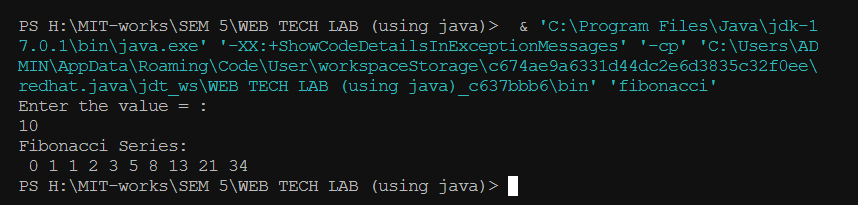 PS H:\MIT-works\SEM 5\WEB TECH LAB (using java)>  & 'C:\Program Files\Java\jdk-1
7.0.1\bin\java.exe' '-XX:+ShowCodeDetailsInExceptionMessages' '-cp' 'C:\Users\AD
MIN\AppData\Roaming\Code\User\workspaceStorage\c674ae9a6331d44dc2e6d3835c32f0ee\
redhat.java\jdt_ws\WEB TECH LAB (using java)_c637bbb6\bin' 'fibonacci'
Enter the value = :
10
Fibonacci Series:
 0 1 1 2 3 5 8 13 21 34
PS H:\MIT-works\SEM 5\WEB TECH LAB (using java)>